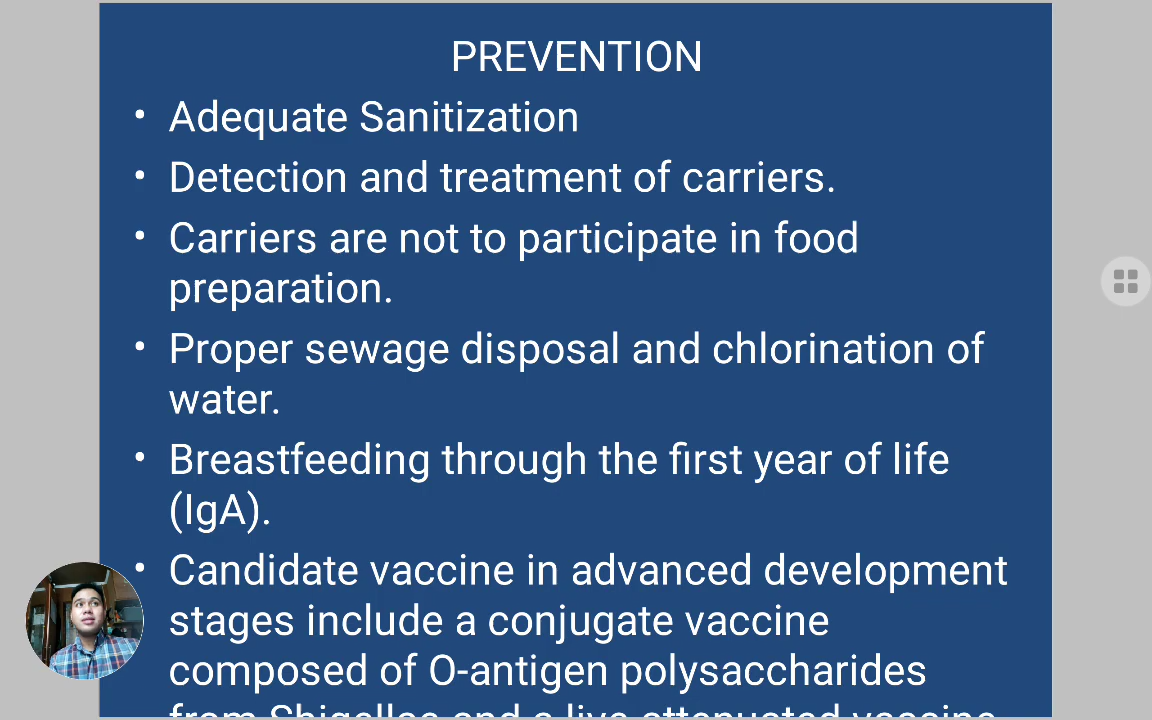 PREVENTION
• Adequate Sanitization
• Detection and treatment of carriers.
• Carriers are not to participate in food
preparation.
• Proper sewage disposal and chlorination of
water.
• Breastfeeding through the first year of life
(IgA).
• Candidate vaccine in advanced development
stages include a conjugate vaccine
composed of O-antigen polysaccharides
from Shigellae and a live attenuated vaccine